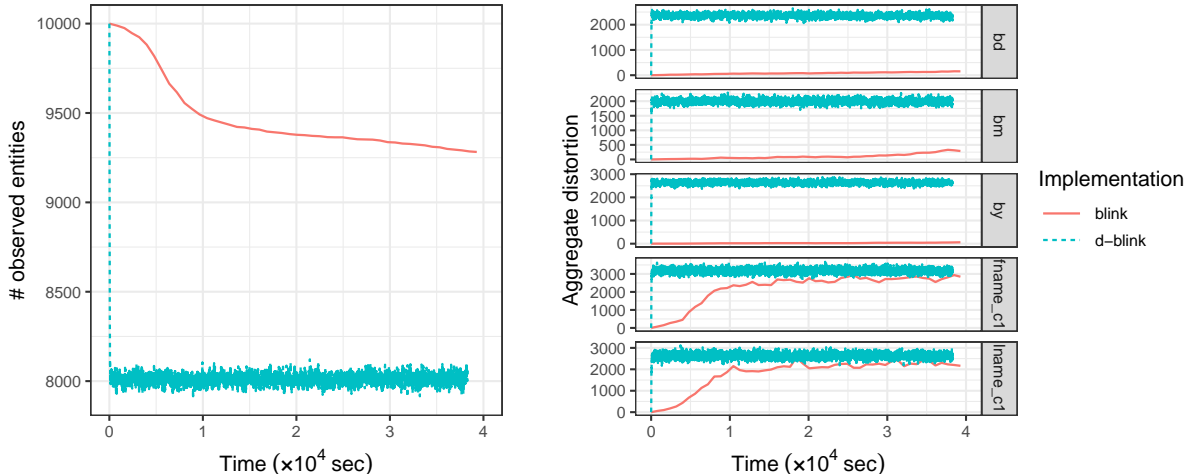 # observed entities
10000
9500
9000
8500
8000
0
1
2
3
4
Time (×10⁴ sec)
Aggregate distortion
2000
1000
0
bd
2000
1500
1000
500
0
bm
3000
2000
1000
0
by
3000
2000
1000
0
fname_c1
3000
2000
1000
0
lname_c1
0
1
2
3
4
Time (×10⁴ sec)
Implementation
blink
d−blink